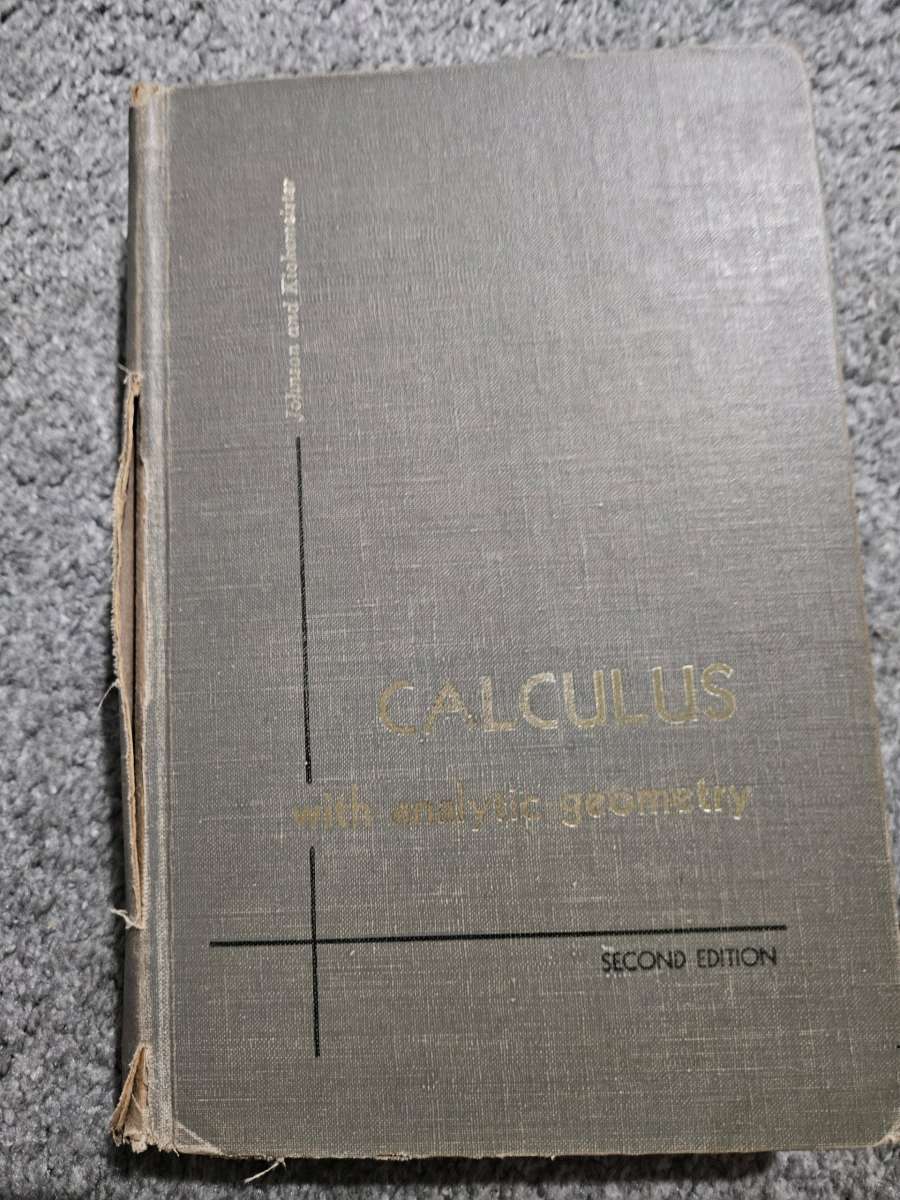 Johnson and Kiokemeister
CALCULUS
with analytic geometry
SECOND EDITION